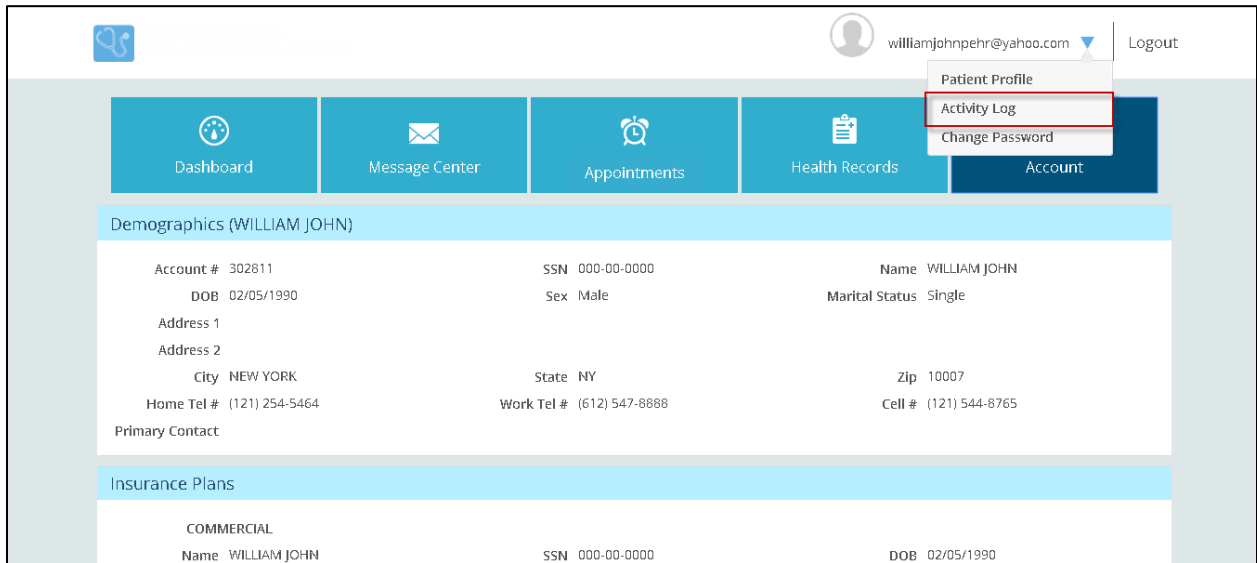 williamjohnpehr@yahoo.com Logout
Patient Profile
Activity Log
Change Password
Dashboard Message Center Appointments Health Records Account
Demographics (WILLIAM JOHN)
Account # 302811 SSN 000-00-0000 Name WILLIAM JOHN
DOB 02/05/1990 Sex Male Marital Status Single
Address 1
Address 2
City NEW YORK State NY Zip 10007
Home Tel # (121) 254-5464 Work Tel # (612) 547-8888 Cell # (121) 544-8765
Primary Contact
Insurance Plans
COMMERCIAL
Name WILLIAM JOHN SSN 000-00-0000 DOB 02/05/1990